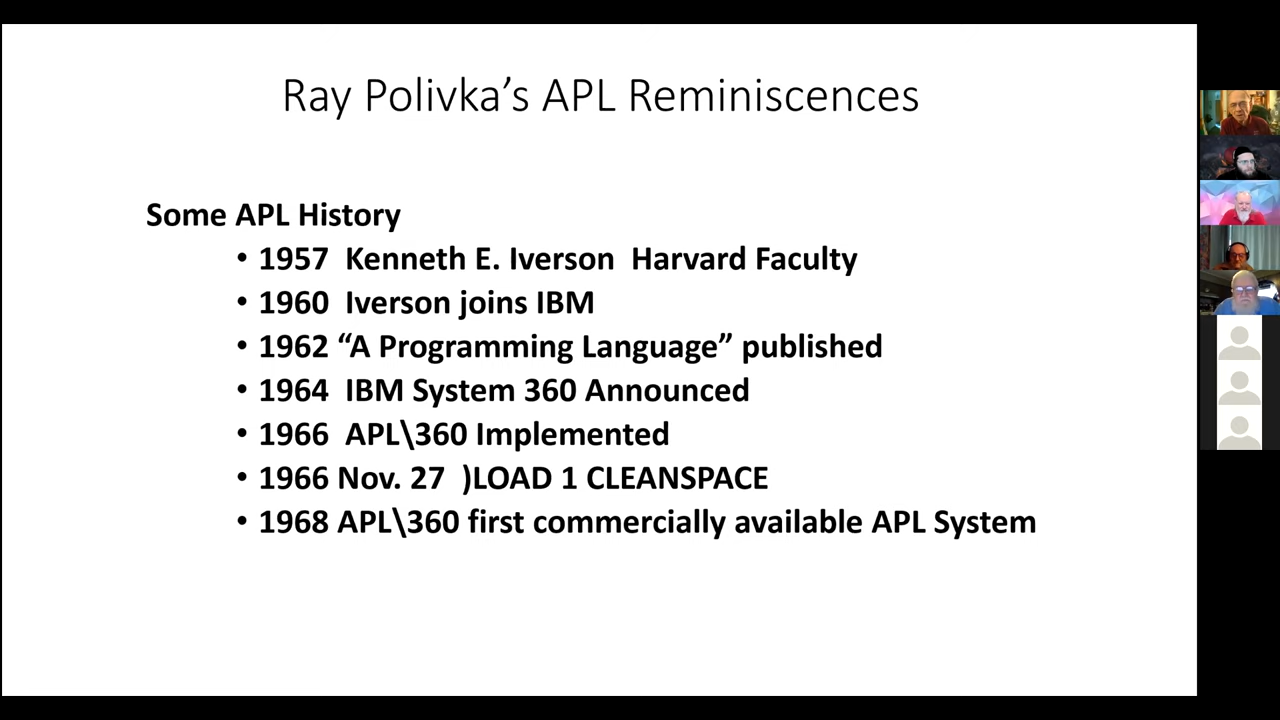 Ray Polivka’s APL Reminiscences
Some APL History
• 1957 Kenneth E. Iverson Harvard Faculty
• 1960 Iverson joins IBM
• 1962 “A Programming Language” published
• 1964 IBM System 360 Announced
• 1966 APL\360 Implemented
• 1966 Nov. 27 )LOAD 1 CLEANSPACE
• 1968 APL\360 first commercially available APL System